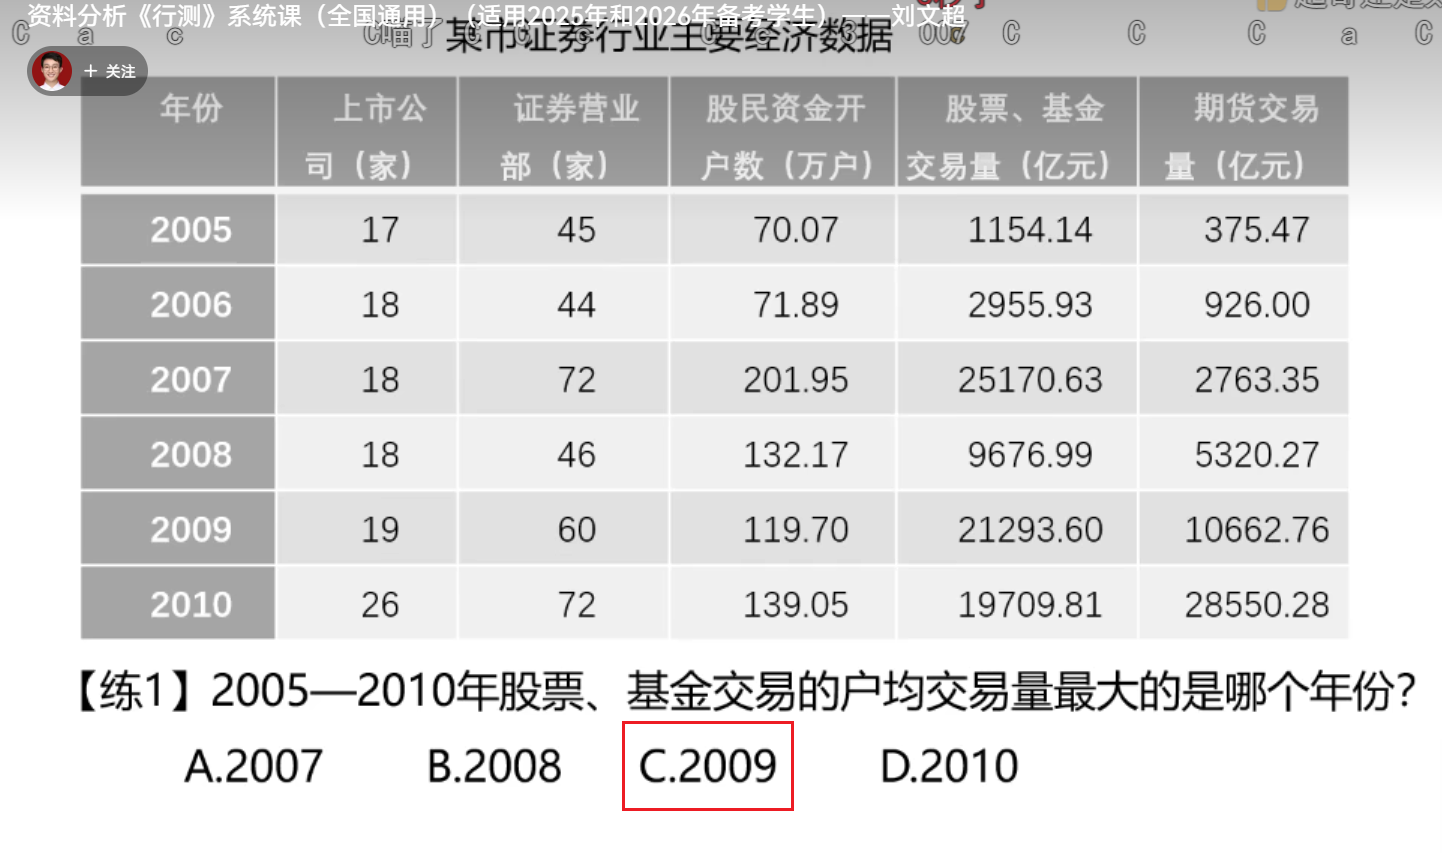 资料分析《行测》系统课（全国通用）（适用2025年和2026年备考学生）——刘文超
C a c C喵了 C 3 007 C C C a C
某市证券行业主要经济数据
+ 关注
年份 上市公司（家） 证券营业部（家） 股民资金开户数（万户） 股票、基金交易量（亿元） 期货交易量（亿元）
2005 17 45 70.07 1154.14 375.47
2006 18 44 71.89 2955.93 926.00
2007 18 72 201.95 25170.63 2763.35
2008 18 46 132.17 9676.99 5320.27
2009 19 60 119.70 21293.60 10662.76
2010 26 72 139.05 19709.81 28550.28
【练1】2005—2010年股票、基金交易的户均交易量最大的是哪个年份?
A.2007 B.2008 C.2009 D.2010